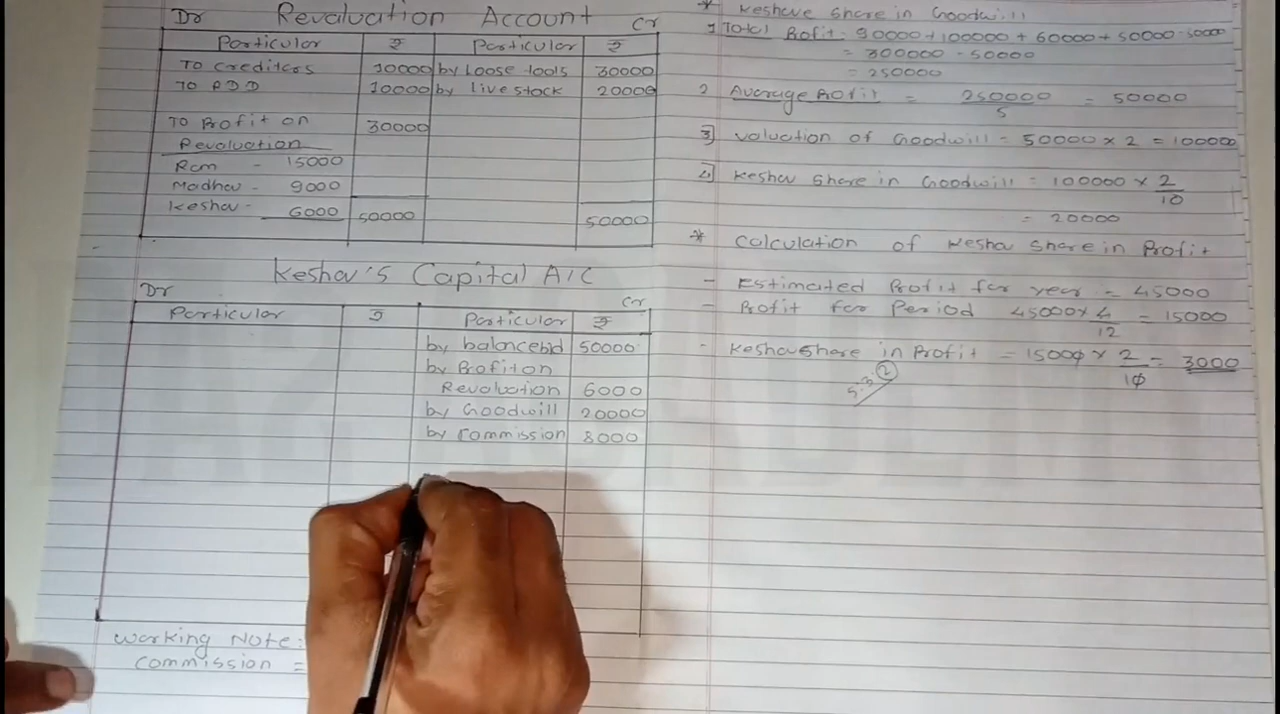 Revaluation Account
Dr Cr
Particular ₹ Particular ₹
To Creditors 10000 by Loose tools 30000
To RDD 10000 by live stock 20000
To Profit on 30000
Revaluation
Ram - 15000
Madhav - 9000
Keshav - 6000 50000 50000
Keshav's Capital A/C
Dr Cr
Particular ₹ Particular ₹
by balance b/d 50000
by Profit on
Revaluation 6000
by Goodwill 20000
by Commission 8000
Working Note:
Commission =
* Keshave Share in Goodwill
1 Total Profit: 90000 + 100000 + 60000 + 50000 - 50000
= 300000 - 50000
= 250000
2 Average Profit = 250000 / 5 = 50000
3] Valuation of Goodwill - 50000 × 2 = 100000
4] Keshav Share in Goodwill = 100000 × 2 / 10
= 20000
* Calculation of Keshav Share in Profit
- Estimated Profit for year = 45000
- Profit for Period 45000 × 4 / 12 = 15000
- Keshav share in Profit = 15000 × 2 / 10 = 3000
5:3:2